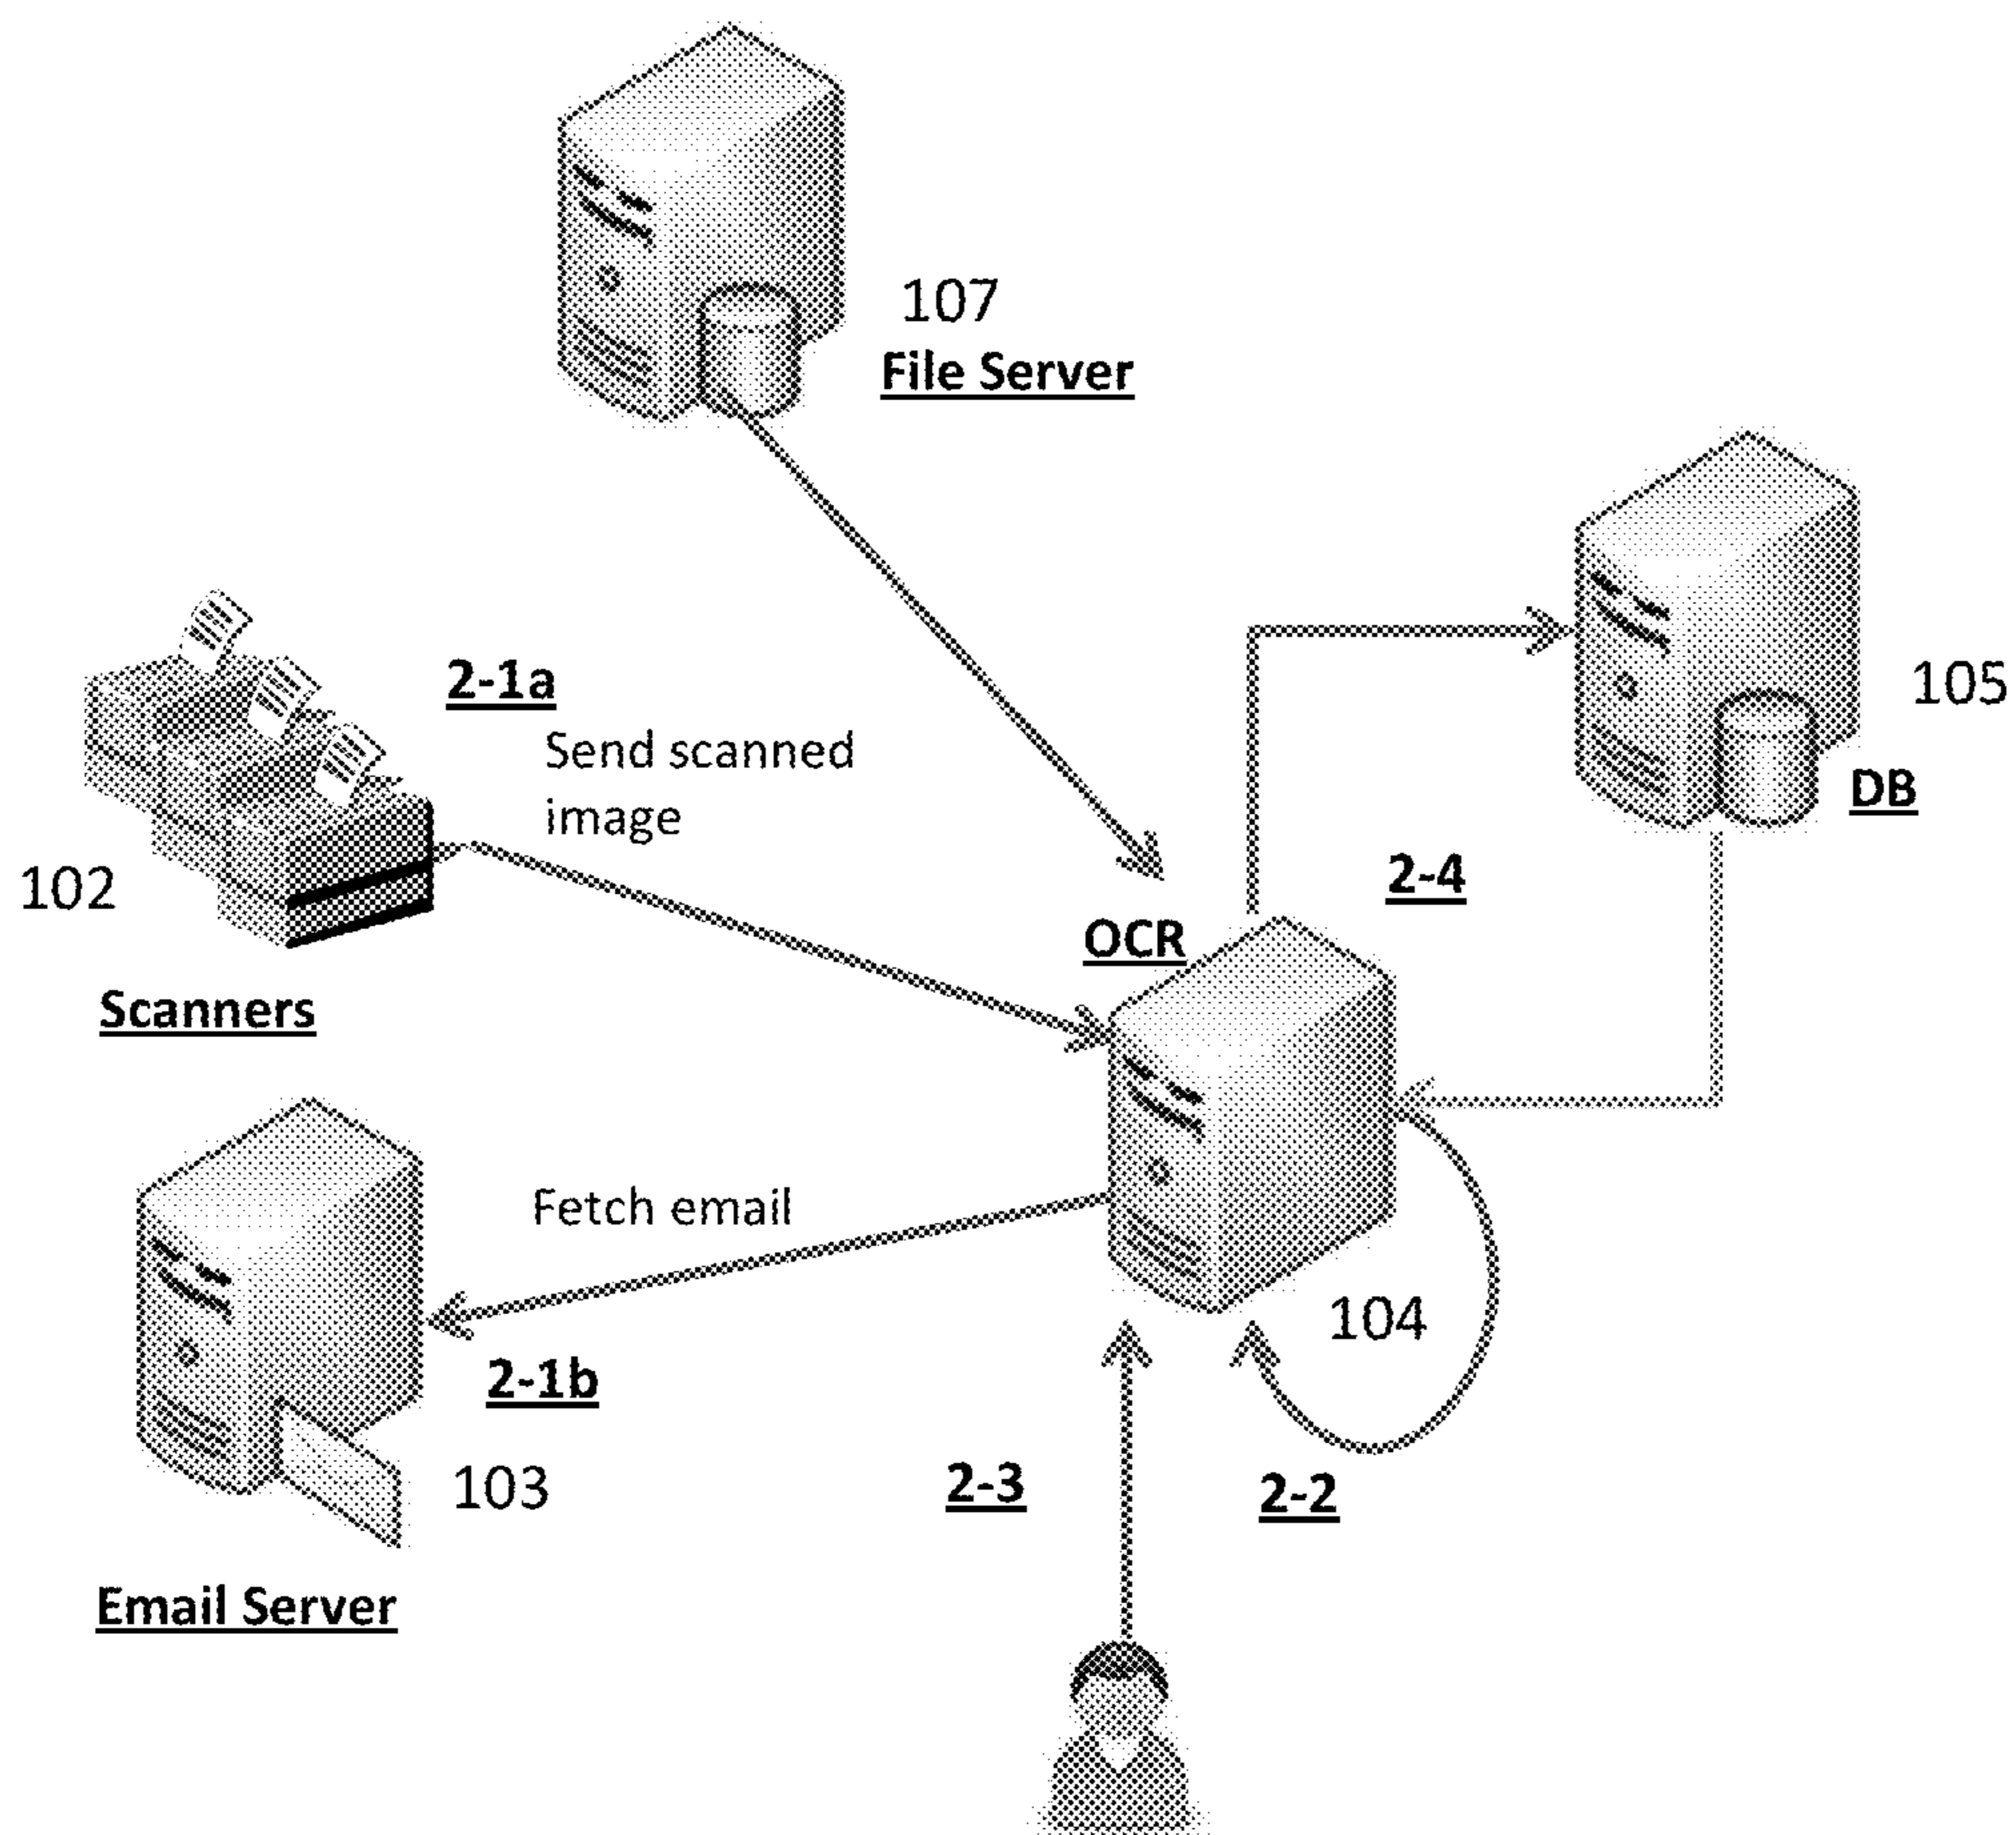 107
File Server
105
DB
2-1a
Send scanned
image
102
Scanners
2-4
OCR
Fetch email
104
2-1b
103
2-3
2-2
Email Server